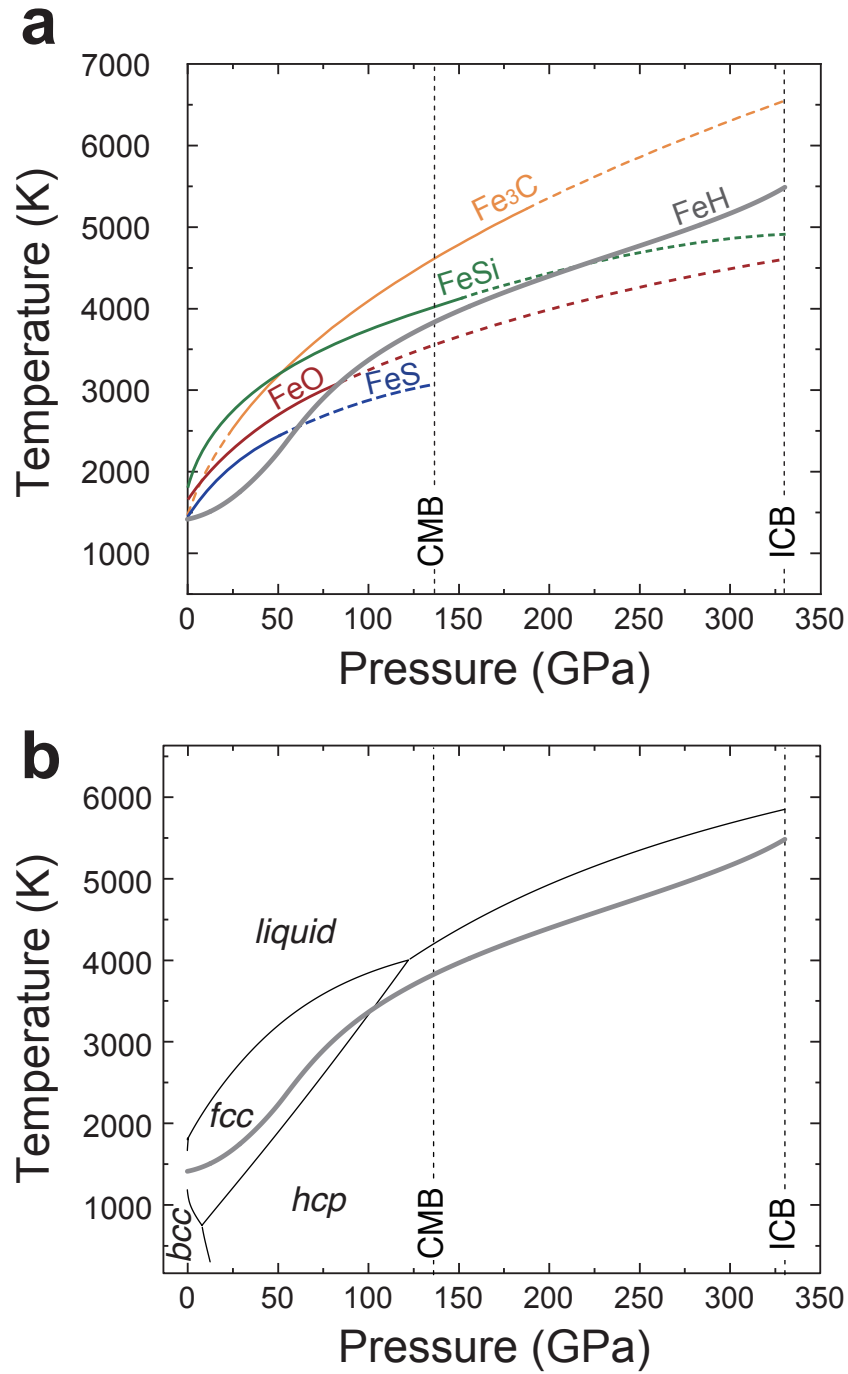 a
7000
6000
5000
4000
3000
2000
1000
Temperature (K)
Fe3C
FeH
FeSi
FeO
FeS
CMB
ICB
0 50 100 150 200 250 300 350
Pressure (GPa)
b
6000
5000
4000
3000
2000
1000
Temperature (K)
liquid
fcc
hcp
bcc
CMB
ICB
0 50 100 150 200 250 300 350
Pressure (GPa)